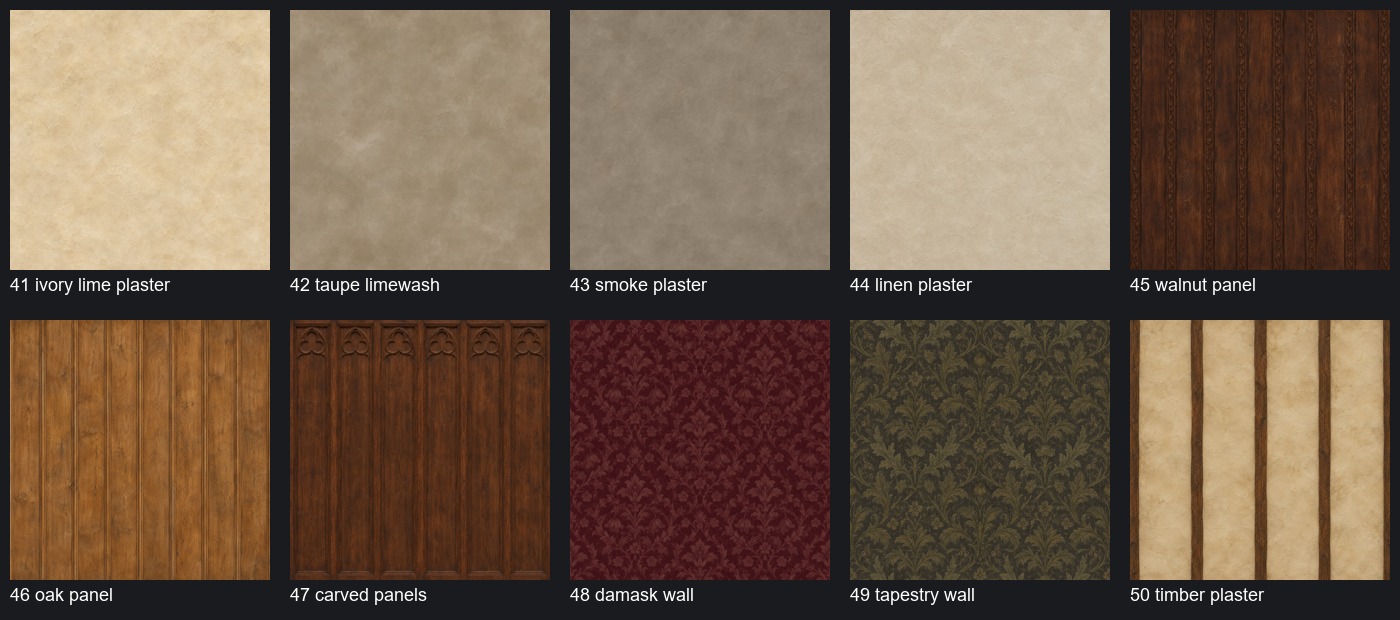 41 ivory lime plaster
42 taupe limewash
43 smoke plaster
44 linen plaster
45 walnut panel
46 oak panel
47 carved panels
48 damask wall
49 tapestry wall
50 timber plaster